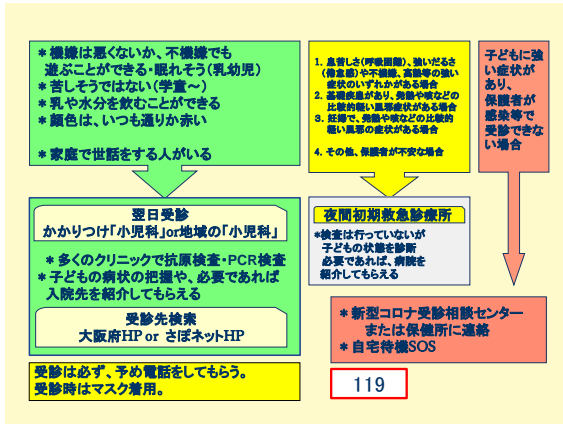 ＊機嫌は悪くないか、不機嫌でも
遊ぶことができる・眠れそう（乳幼児）
＊苦しそうではない（学童～）
＊乳や水分を飲むことができる
＊顔色は、いつも通りか赤い
＊家庭で世話をする人がいる
1. 息苦しさ（呼吸困難）、強いだるさ
（倦怠感）や不機嫌、高熱等の強い
症状のいずれかがある場合
2. 基礎疾患があり、発熱や咳などの
比較的軽い風邪症状がある場合
3. 妊婦で、発熱や咳などの比較的
軽い風邪の症状がある場合
4. その他、保護者が不安な場合
子どもに強
い症状が
あり、
保護者が
感染等で
受診できな
い場合
翌日受診
かかりつけ「小児科」or地域の「小児科」
＊多くのクリニックで抗原検査・PCR検査
＊子どもの病状の把握や、必要であれば
入院先を紹介してもらえる
受診先検索
大阪府HP or さぽネットHP
夜間初期救急診療所
＊検査は行っていないが
子どもの状態を診断
必要であれば、病院を
紹介してもらえる
＊新型コロナ受診相談センター
または保健所に連絡
＊自宅待機SOS
受診は必ず、予め電話をしてもらう。
受診時はマスク着用。
119